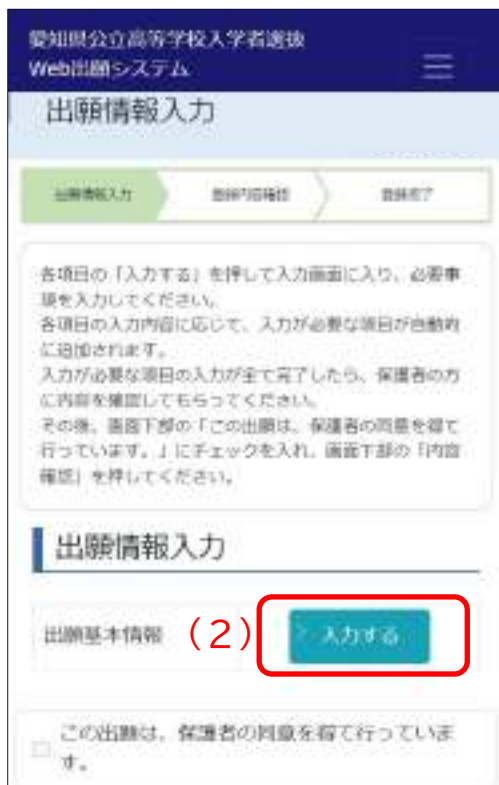 愛知県公立高等学校入学者選抜
Web出願システム
出願情報入力
出願情報入力 登録内容確認 登録完了
各項目の「入力する」を押して入力画面に入り、必要事
項を入力してください。
各項目の入力内容に応じて、入力が必要な項目が自動的
に追加されます。
入力が必要な項目の入力が全て完了したら、保護者の方
に内容を確認してもらってください。
その後、画面下部の「この出願は、保護者の同意を得て
行っています。」にチェックを入れ、画面下部の「内容
確認」を押してください。
出願情報入力
出願基本情報 (2) 入力する
この出願は、保護者の同意を得て行っていま
す。